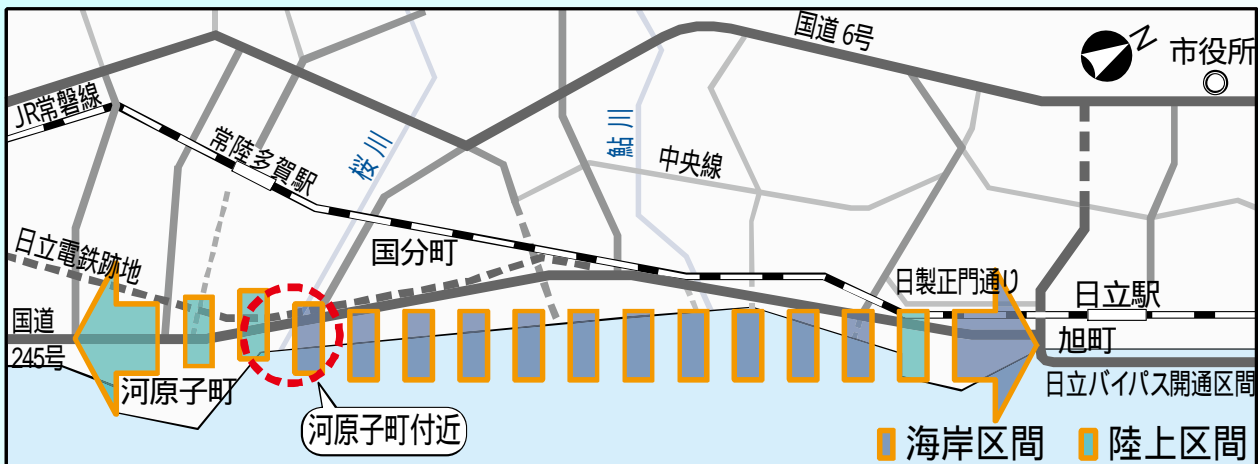 国道 6号
N
市役所
JR常磐線
常陸多賀駅
桜川
鮎川
中央線
日立電鉄跡地
国分町
日製正門通り
日立駅
国道
245号
旭町
河原子町
日立バイパス開通区間
河原子町付近
海岸区間
陸上区間